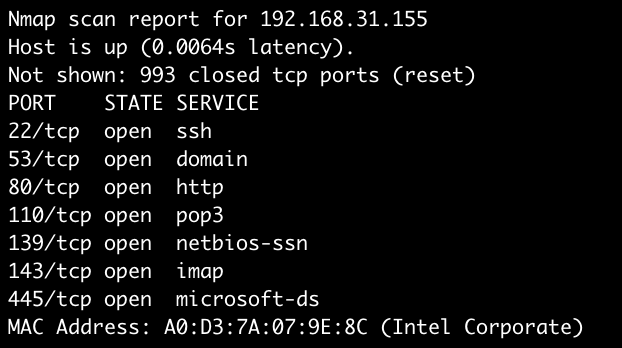 Nmap scan report for 192.168.31.155
Host is up (0.0064s latency).
Not shown: 993 closed tcp ports (reset)
PORT    STATE SERVICE
22/tcp  open  ssh
53/tcp  open  domain
80/tcp  open  http
110/tcp open  pop3
139/tcp open  netbios-ssn
143/tcp open  imap
445/tcp open  microsoft-ds
MAC Address: A0:D3:7A:07:9E:8C (Intel Corporate)